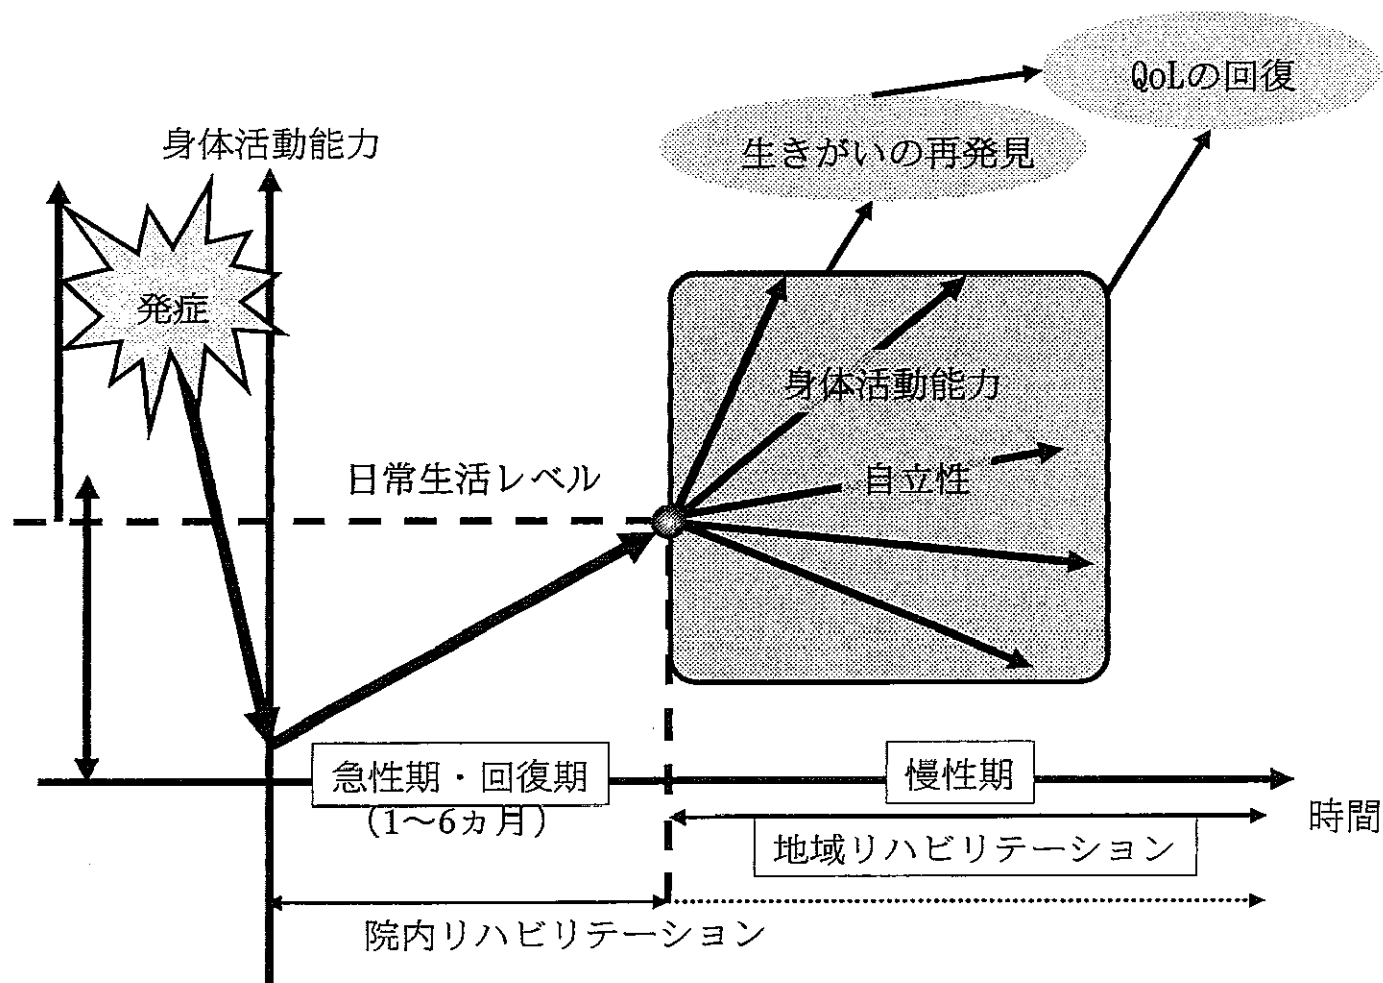 QoLの回復
生きがいの再発見
身体活動能力
発症
身体活動能力
日常生活レベル
自立性
急性期・回復期
(1〜6ヵ月)
慢性期
時間
地域リハビリテーション
院内リハビリテーション